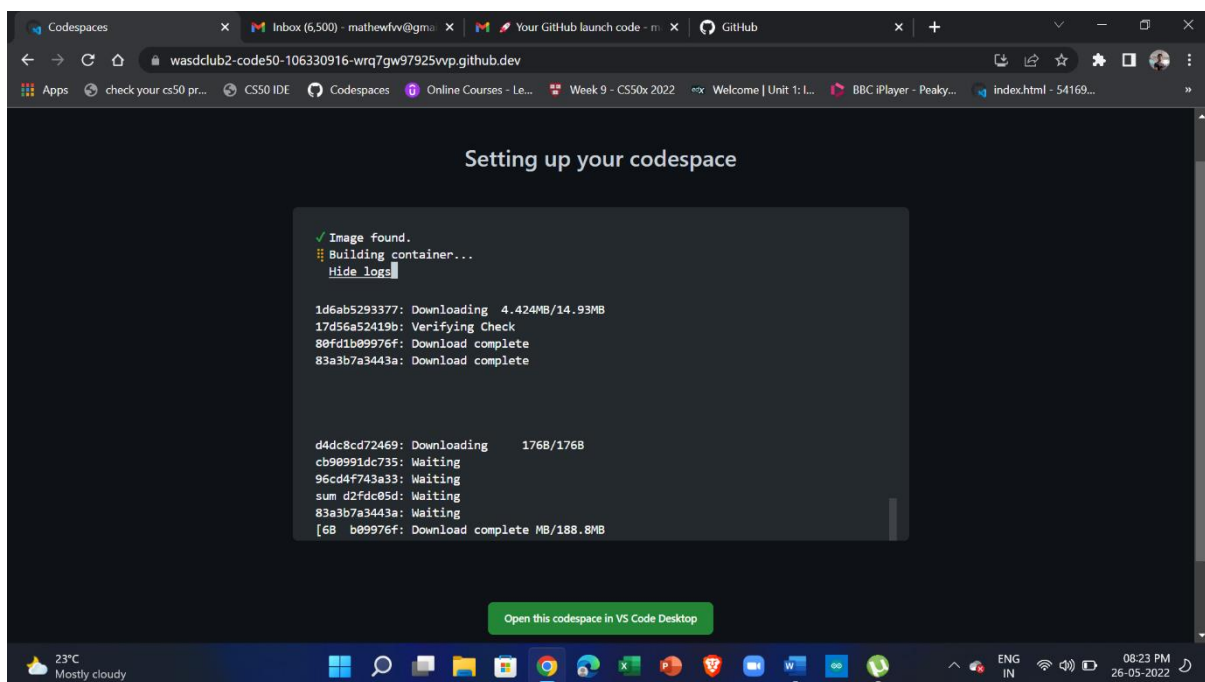 Codespaces
Inbox (6,500) - mathewfvv@gma
Your GitHub launch code - m
GitHub
wasdclub2-code50-106330916-wrq7gw97925vvp.github.dev
Apps
check your cs50 pr...
CS50 IDE
Codespaces
Online Courses - Le...
Week 9 - CS50x 2022
edx
Welcome | Unit 1: I...
BBC iPlayer - Peaky...
index.html - 54169...
»
Setting up your codespace
✓ Image found.
Building container...
Hide logs
1d6ab5293377: Downloading 4.424MB/14.93MB
17d56a52419b: Verifying Check
80fd1b09976f: Download complete
83a3b7a3443a: Download complete
d4dc8cd72469: Downloading 176B/176B
cb90991dc735: Waiting
96cd4f743a33: Waiting
sum d2fdc05d: Waiting
83a3b7a3443a: Waiting
[6B b09976f: Download complete MB/188.8MB
Open this codespace in VS Code Desktop
23°C
Mostly cloudy
ENG
IN
08:23 PM
26-05-2022